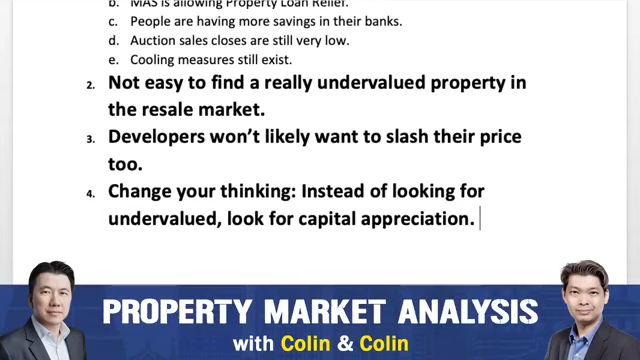 b. MAS is allowing Property Loan Relief.
c. People are having more savings in their banks.
d. Auction sales closes are still very low.
e. Cooling measures still exist.
2. Not easy to find a really undervalued property in
the resale market.
3. Developers won’t likely want to slash their price
too.
4. Change your thinking: Instead of looking for
undervalued, look for capital appreciation.
PROPERTY MARKET ANALYSIS
with Colin & Colin